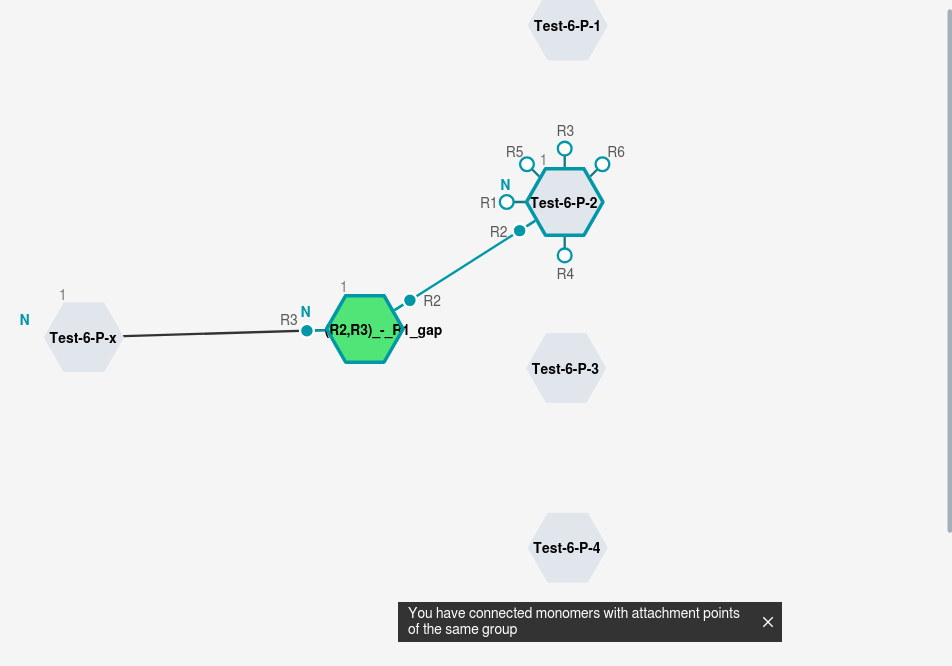 Test-6-P-1
R3
R5
1
R6
N
R1
Test-6-P-2
R2
R4
1
N
Test-6-P-x
1
N
R3
R2
(R2,R3)_-_R1_gap
Test-6-P-3
Test-6-P-4
You have connected monomers with attachment points
of the same group